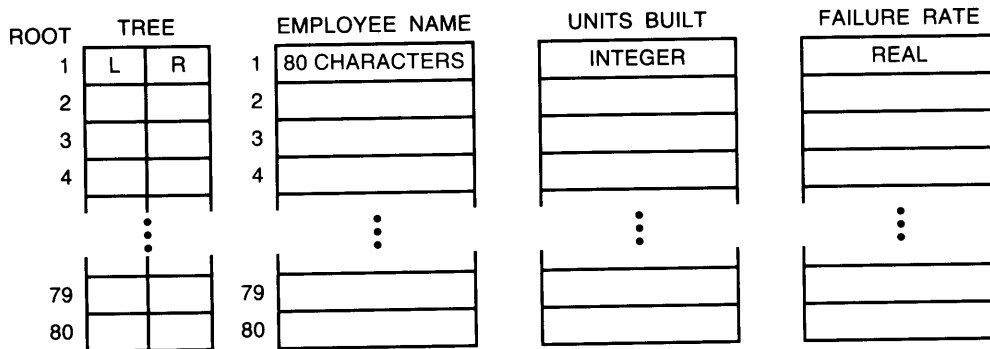 ROOT TREE EMPLOYEE NAME UNITS BUILT FAILURE RATE
1 L R 1 80 CHARACTERS INTEGER REAL
2 2
3 3
4 4
79 79
80 80